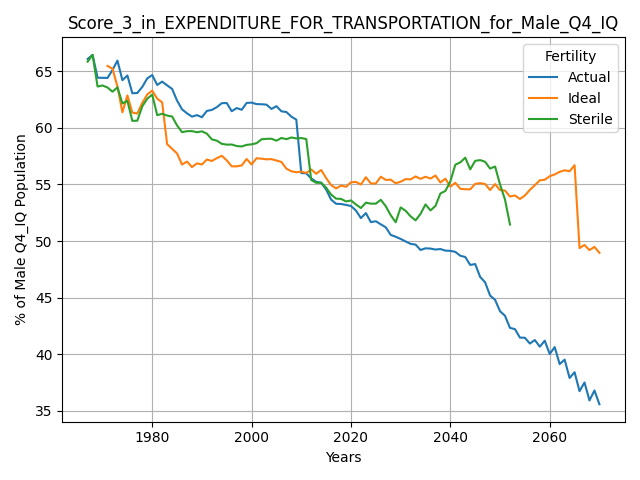 Score_3_in_EXPENDITURE_FOR_TRANSPORTATION_for_Male_Q4_IQ
Fertility
Actual
Ideal
Sterile
% of Male Q4_IQ Population
65
60
55
50
45
40
35
1980
2000
2020
2040
2060
Years